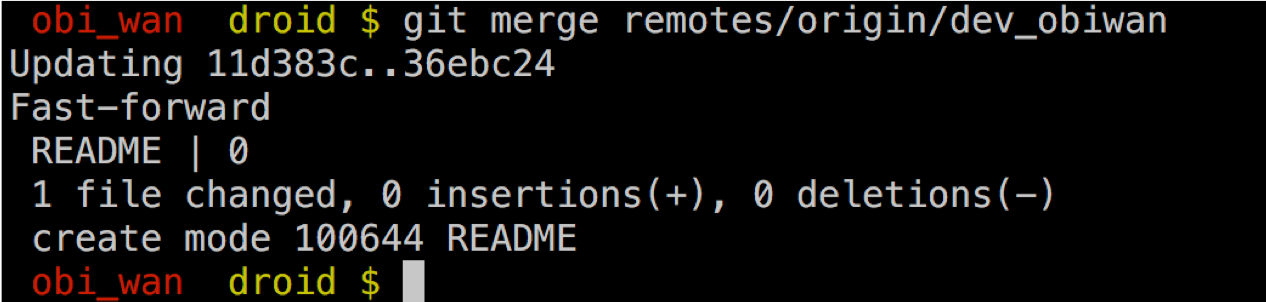 obi_wan droid $ git merge remotes/origin/dev_obiwan
Updating 11d383c..36ebc24
Fast-forward
README | 0
1 file changed, 0 insertions(+), 0 deletions(-)
create mode 100644 README
obi_wan droid $